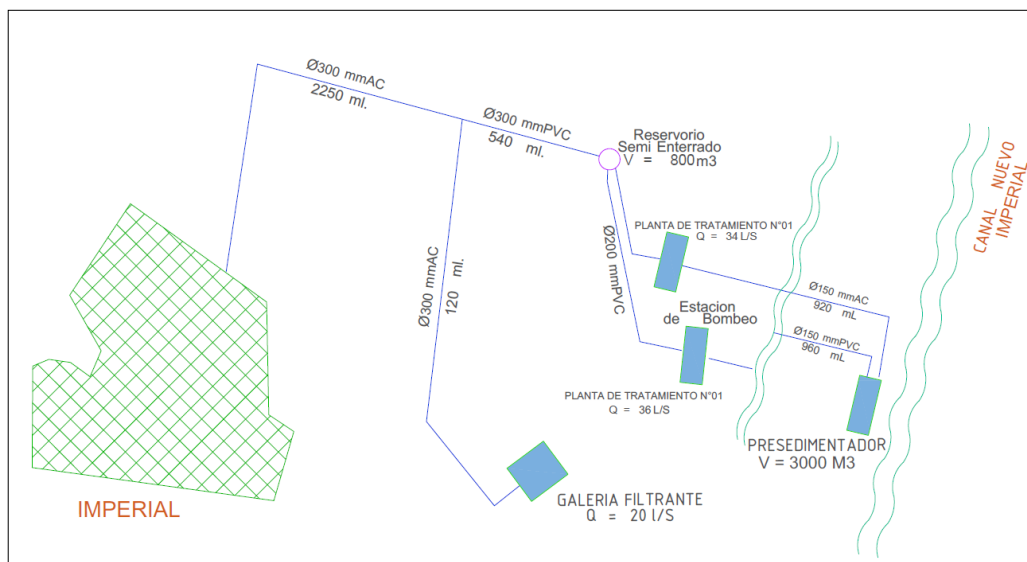 Ø300 mmAC
2250 ml.
Ø300 mmPVC
540 ml.
Reservorio
Semi Enterrado
V = 800m3
CANAL NUEVO
IMPERIAL
PLANTA DE TRATAMIENTO N°01
Q = 34 L/S
Ø200 mmPVC
Ø300 mmAC
120 ml.
Estacion
de Bombeo
Ø150 mmAC
920 mL
Ø150 mmPVC
960 mL
PLANTA DE TRATAMIENTO N°01
Q = 36 L/S
PRESEDIMENTADOR
V = 3000 M3
GALERIA FILTRANTE
Q = 20 l/S
IMPERIAL